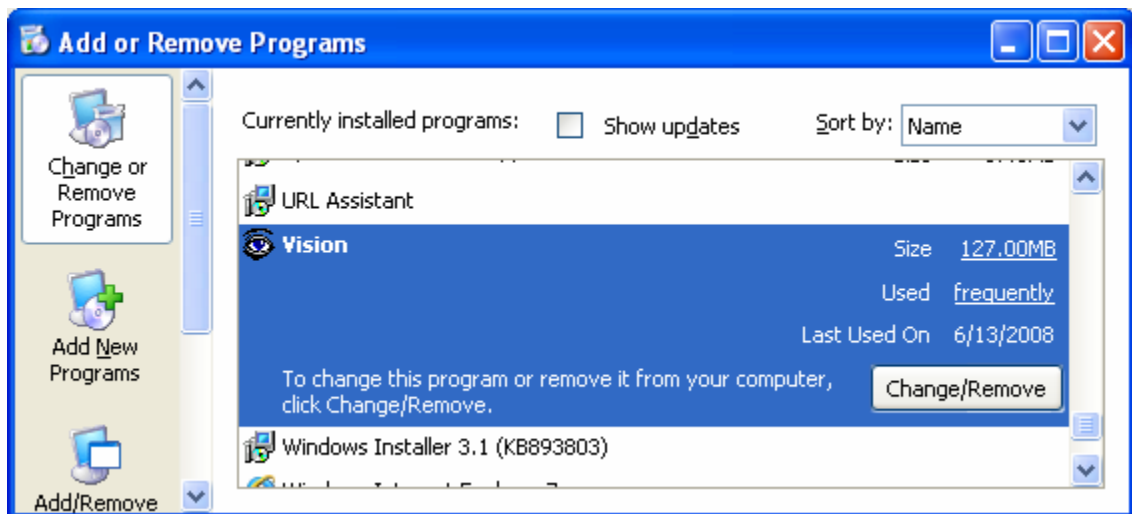 Add or Remove Programs
Change or
Remove
Programs
Add New
Programs
Add/Remove
Currently installed programs: Show updates Sort by: Name
URL Assistant
Vision Size 127.00MB
Used frequently
Last Used On 6/13/2008
To change this program or remove it from your computer,
click Change/Remove. Change/Remove
Windows Installer 3.1 (KB893803)